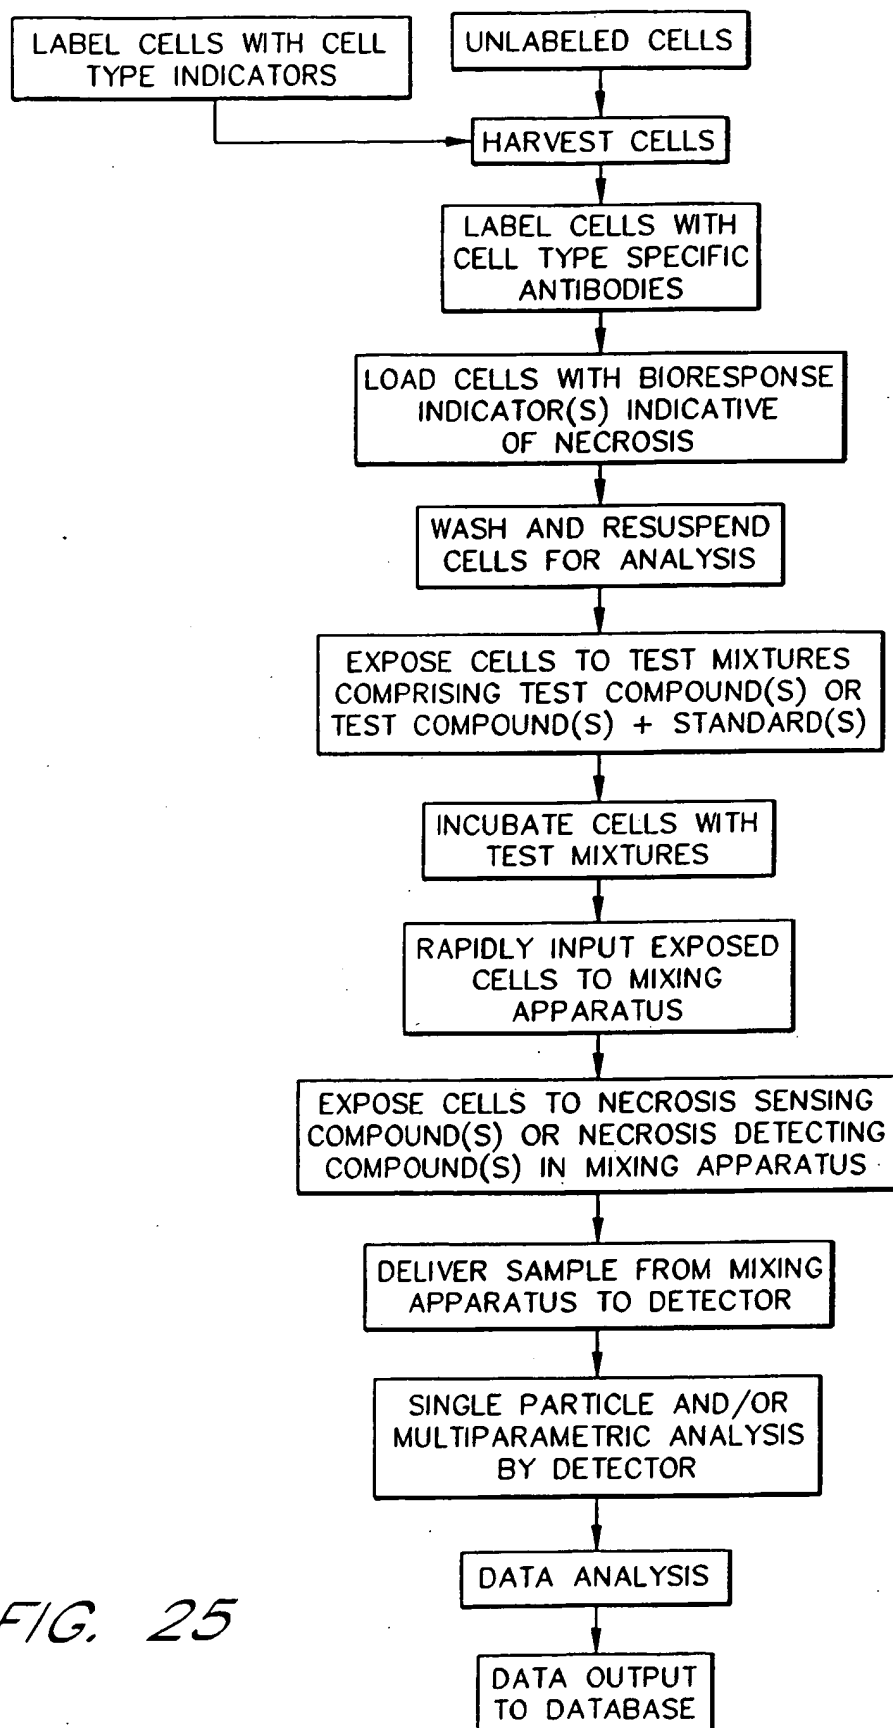 LABEL CELLS WITH CELL
TYPE INDICATORS
UNLABELED CELLS
HARVEST CELLS
LABEL CELLS WITH
CELL TYPE SPECIFIC
ANTIBODIES
LOAD CELLS WITH BIORESPONSE
INDICATOR(S) INDICATIVE
OF NECROSIS
WASH AND RESUSPEND
CELLS FOR ANALYSIS
EXPOSE CELLS TO TEST MIXTURES
COMPRISING TEST COMPOUND(S) OR
TEST COMPOUND(S) + STANDARD(S)
INCUBATE CELLS WITH
TEST MIXTURES
RAPIDLY INPUT EXPOSED
CELLS TO MIXING
APPARATUS
EXPOSE CELLS TO NECROSIS SENSING
COMPOUND(S) OR NECROSIS DETECTING
COMPOUND(S) IN MIXING APPARATUS
DELIVER SAMPLE FROM MIXING
APPARATUS TO DETECTOR
SINGLE PARTICLE AND/OR
MULTIPARAMETRIC ANALYSIS
BY DETECTOR
DATA ANALYSIS
DATA OUTPUT
TO DATABASE
FIG. 25